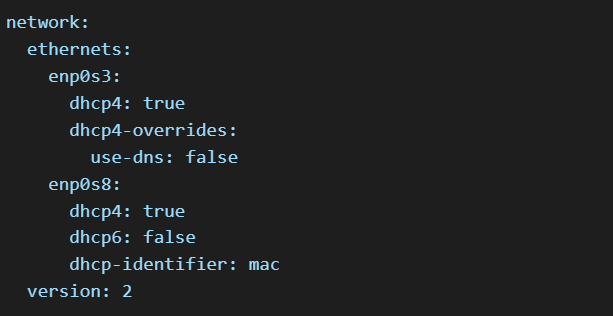 network:
  ethernets:
    enp0s3:
      dhcp4: true
      dhcp4-overrides:
        use-dns: false
    enp0s8:
      dhcp4: true
      dhcp6: false
      dhcp-identifier: mac
  version: 2